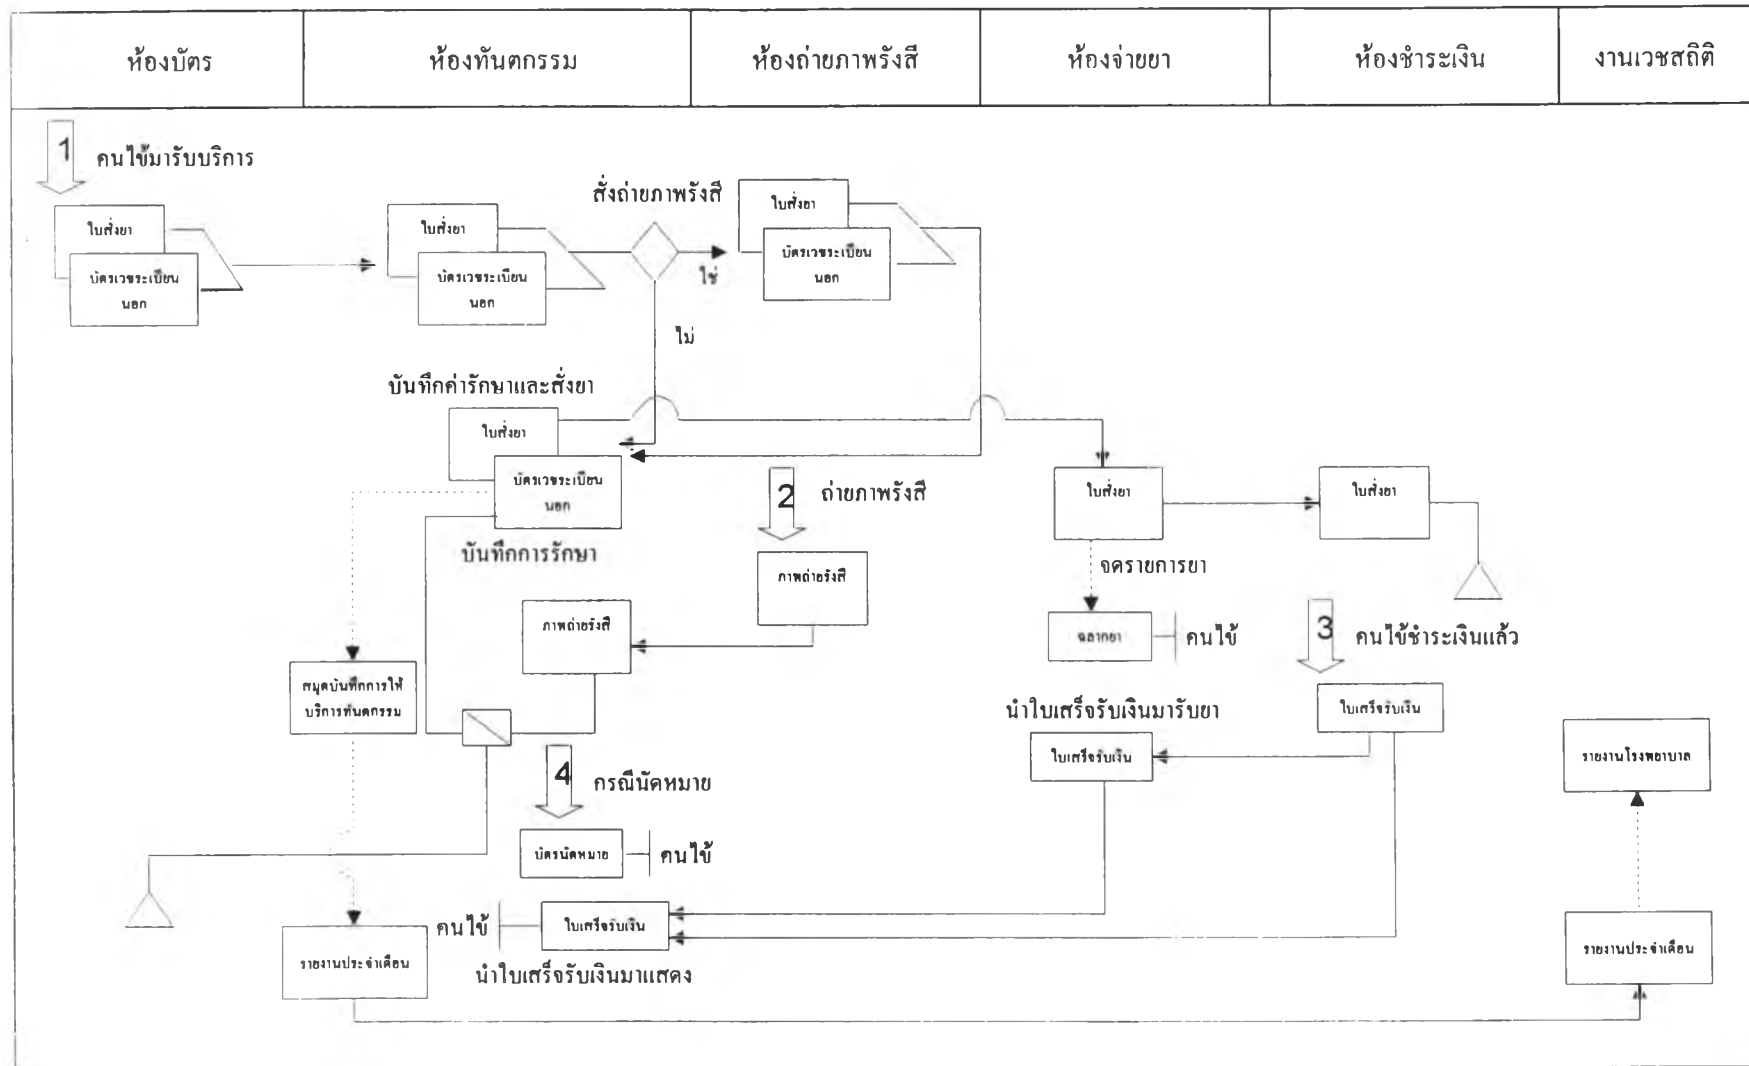 ห้องบัตร
ห้องทันตกรรม
ห้องถ่ายภาพรังสี
ห้องจ่ายยา
ห้องชำระเงิน
งานเวชสถิติ
1
คนไข้มารับบริการ
ใบสั่งยา
บัตรเวชระเบียน
นอก
ใบสั่งยา
บัตรเวชระเบียน
นอก
สั่งถ่ายภาพรังสี
ใช่
ไม่
ใบสั่งยา
บัตรเวชระเบียน
นอก
บันทึกค่ารักษาและสั่งยา
ใบสั่งยา
บัตรเวชระเบียน
นอก
บันทึกการรักษา
2
ถ่ายภาพรังสี
ภาพถ่ายรังสี
ภาพถ่ายรังสี
ใบสั่งยา
ใบสั่งยา
จดรายการยา
ฉลากยา
คนไข้
3
คนไข้ชำระเงินแล้ว
สมุดบันทึกการให้
บริการทันตกรรม
นำใบเสร็จรับเงินมารับยา
ใบเสร็จรับเงิน
ใบเสร็จรับเงิน
รายงานโรงพยาบาล
4
กรณีนัดหมาย
บัตรนัดหมาย
คนไข้
คนไข้
ใบเสร็จรับเงิน
นำใบเสร็จรับเงินมาแสดง
รายงานประจำเดือน
รายงานประจำเดือน